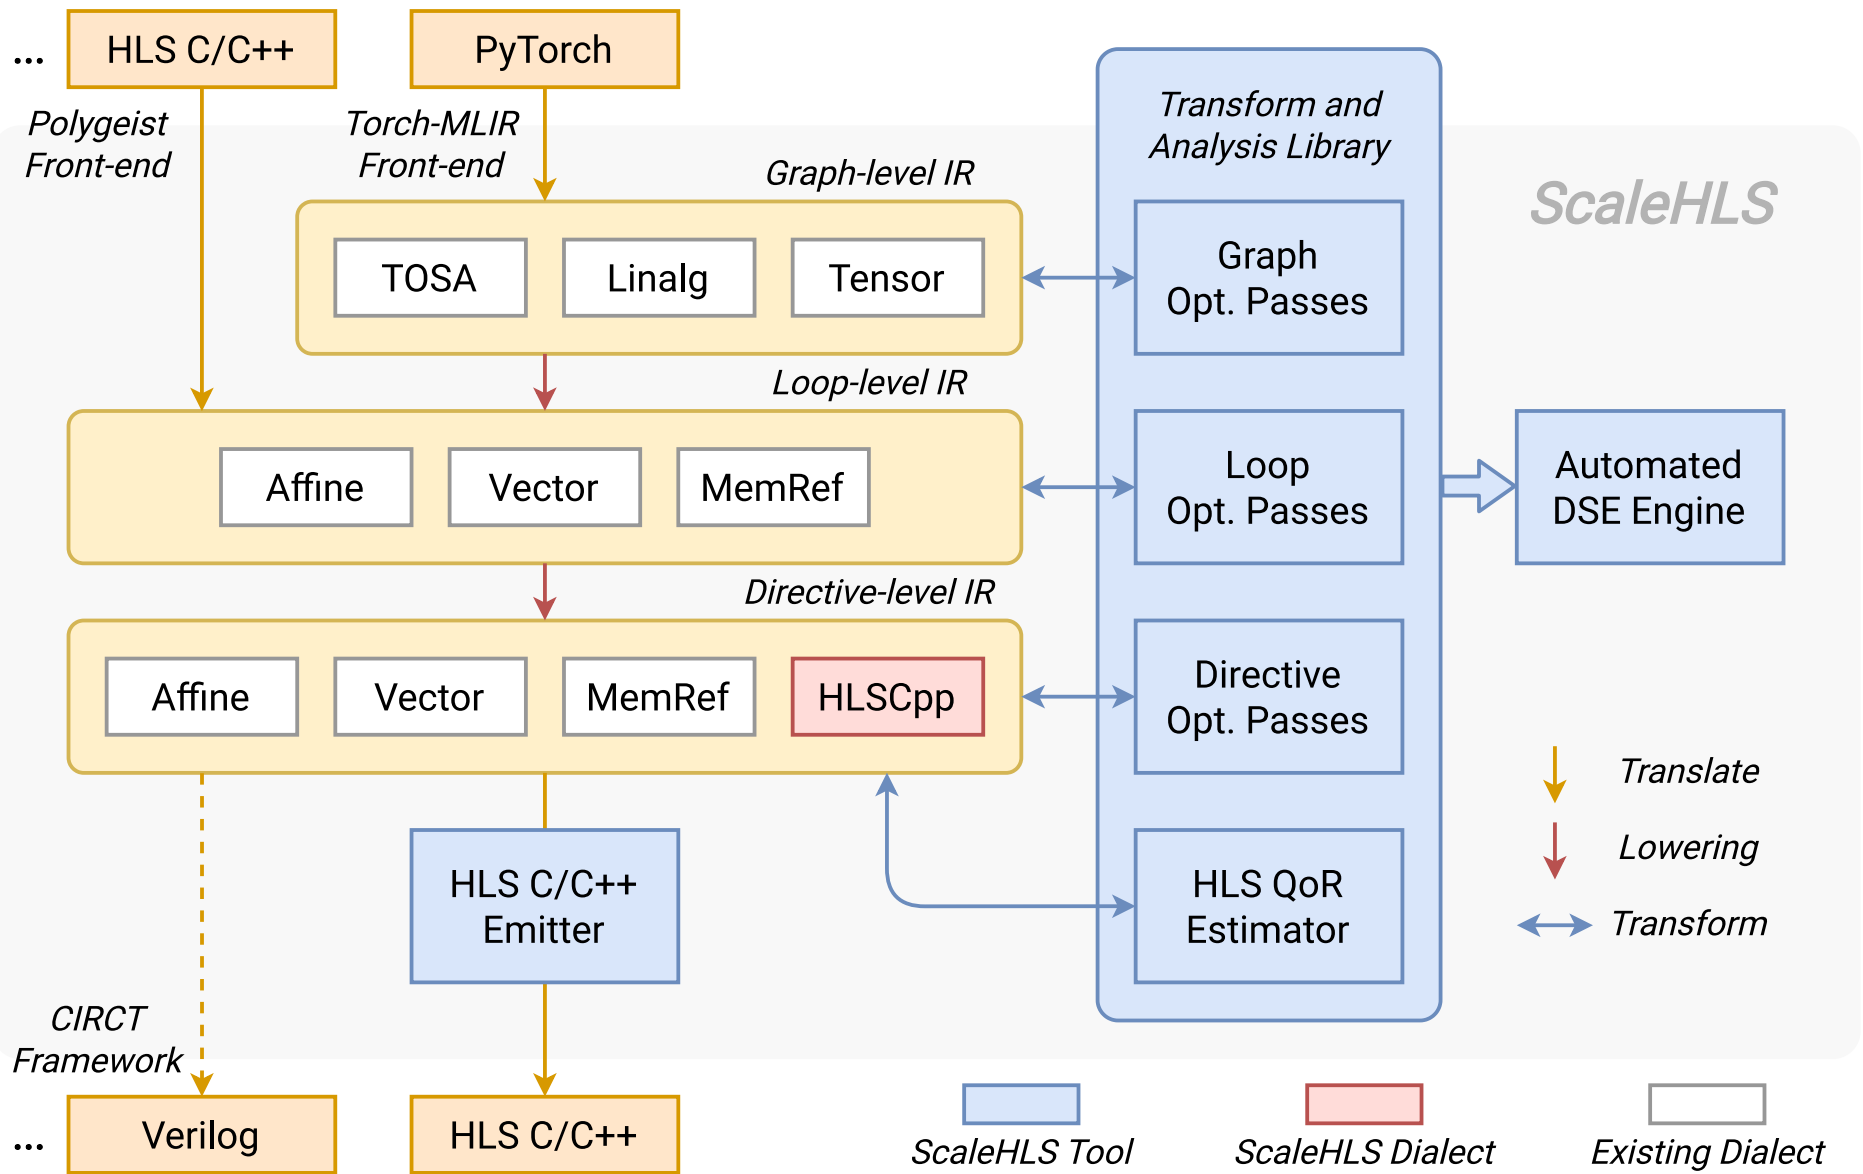 ... HLS C/C++ PyTorch
Polygeist
Front-end
Torch-MLIR
Front-end
Transform and
Analysis Library
ScaleHLS
Graph-level IR
TOSA Linalg Tensor
Graph
Opt. Passes
Loop-level IR
Affine Vector MemRef
Loop
Opt. Passes
Automated
DSE Engine
Directive-level IR
Affine Vector MemRef HLSCpp
Directive
Opt. Passes
HLS C/C++
Emitter
HLS QoR
Estimator
Translate
Lowering
Transform
CIRCT
Framework
... Verilog HLS C/C++
ScaleHLS Tool ScaleHLS Dialect Existing Dialect